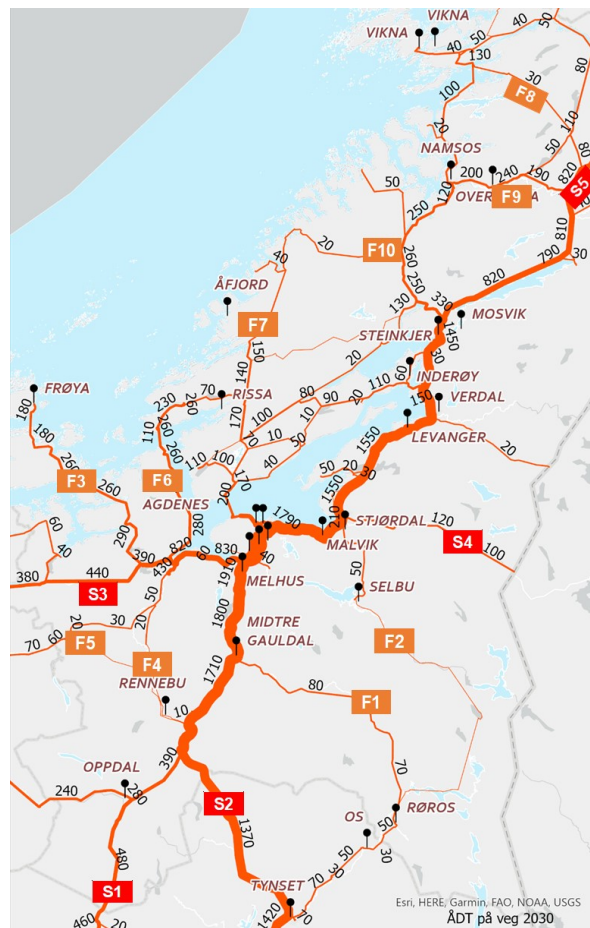 VIKNA
VIKNA
40
50
80
40
130
30
100
F8
20
110
NAMSOS
50
80
820
S5
50
200
240
190
120
F9
250
810
40
F10
20
40
260
790
30
250
820
ÅFJORD
130
330
MOSVIK
F7
STEINKJER
1450
150
20
60
30
INDERØY
FRØYA
140
80
110
180
230
70
RISSA
90
20
150
VERDAL
260
100
10
LEVANGER
170
110
180
260
10
70
50
1550
20
260
260
110
100
40
50
20
30
F3
F6
170
260
AGDENES
200
1550
60
280
1790
210
STJØRDAL
290
120
MALVIK
S4
40
820
830
390
60
40
100
440
430
1910
MELHUS
50
380
S3
SELBU
50
1800
20
30
20
MIDTRE
GAULDAL
F2
60
F5
70
F4
1710
RENNEBU
80
F1
10
OPPDAL
390
240
280
70
S2
RØROS
OS
50
1370
480
50
30
S1
TYNSET
70
30
460
20
1420
70
Esri, HERE, Garmin, FAO, NOAA, USGS
ÅDT på veg 2030